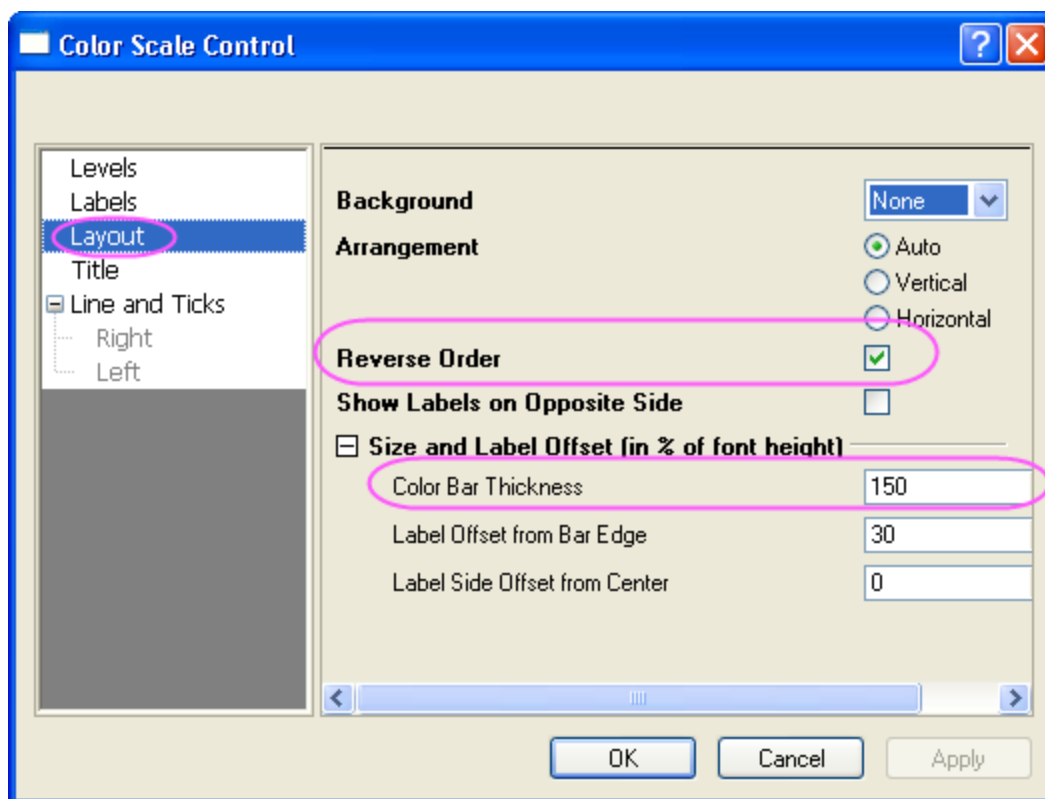 Color Scale Control
Levels
Labels
Layout
Title
Line and Ticks
Right
Left
Background None
Arrangement Auto
Vertical
Horizontal
Reverse Order
Show Labels on Opposite Side
Size and Label Offset (in % of font height)
Color Bar Thickness 150
Label Offset from Bar Edge 30
Label Side Offset from Center 0
OK Cancel Apply